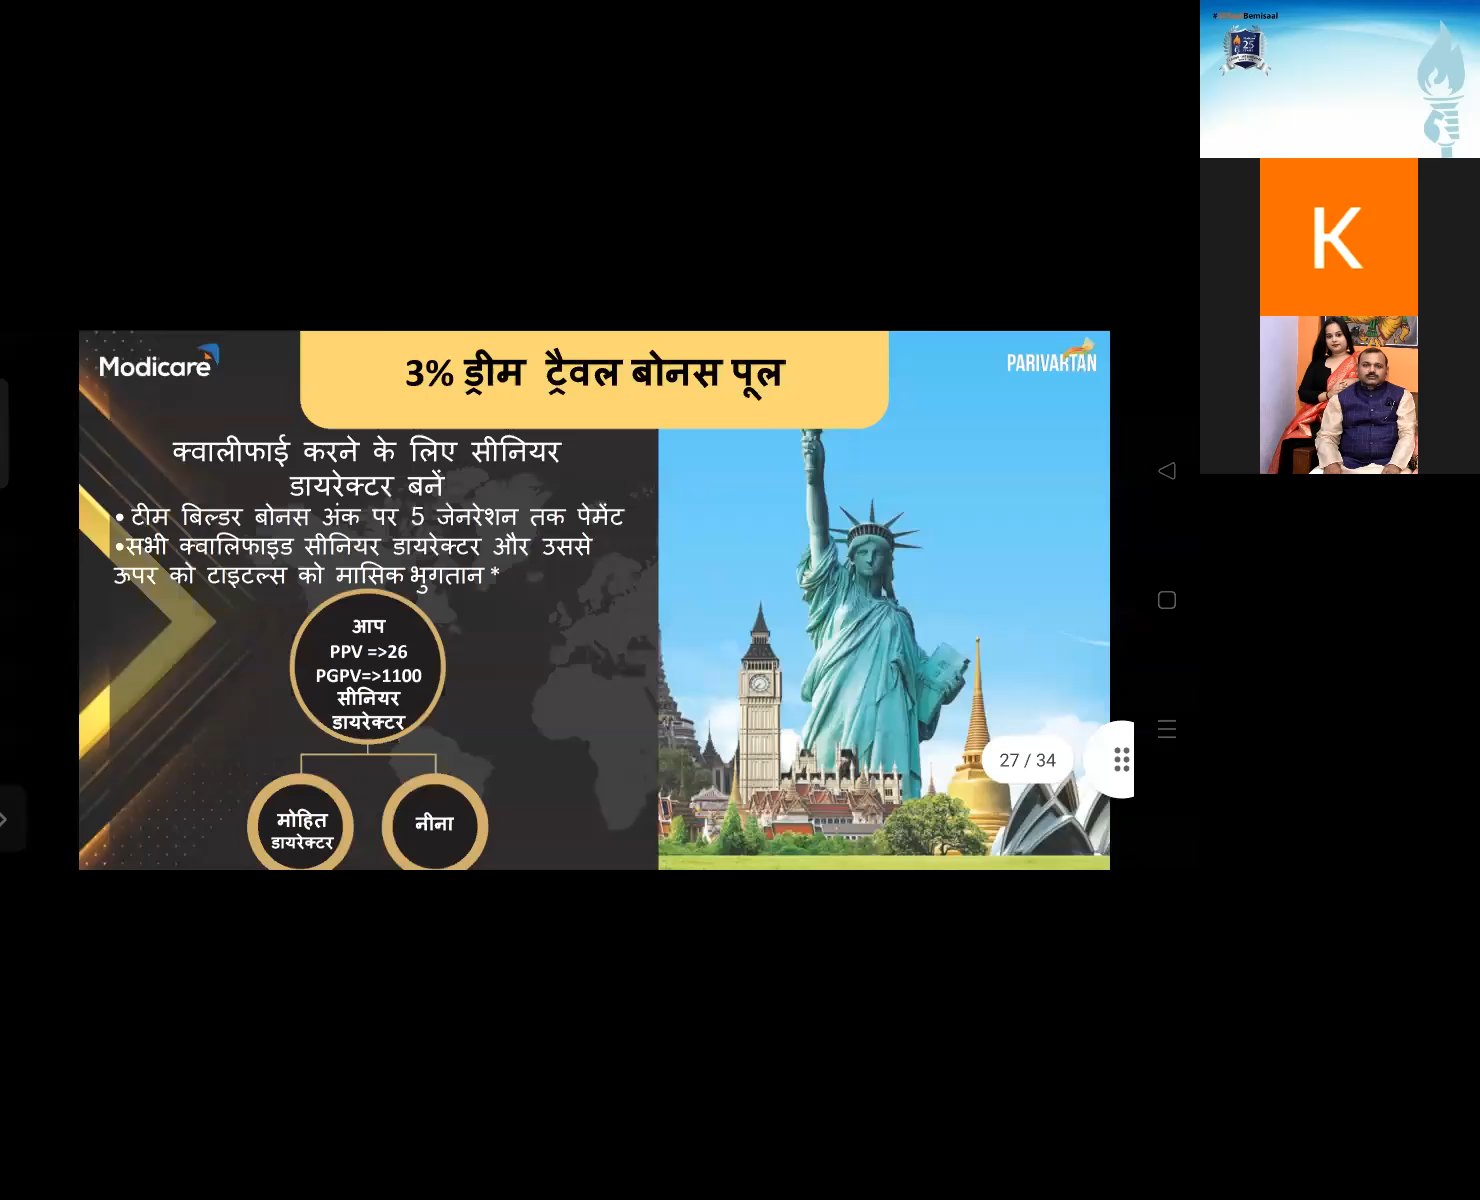 Bemisaal
25
K
Modicare
3% ड्रीम ट्रैवल बोनस पूल
PARIVARTAN
क्वालीफाई करने के लिए सीनियर
डायरेक्टर बनें
• टीम बिल्डर बोनस अंक पर 5 जेनरेशन तक पेमेंट
•सभी क्वालिफाइड सीनियर डायरेक्टर और उससे
ऊपर को टाइटल्स को मासिक भुगतान *
आप
PPV =>26
PGPV=>1100
सीनियर
डायरेक्टर
मोहित
डायरेक्टर
नीना
27 / 34